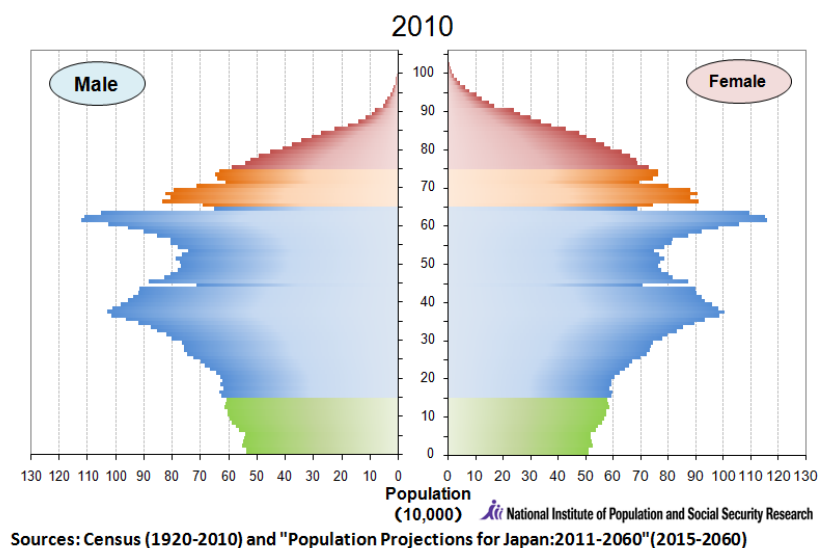 2010
Male
Female
100
90
80
70
60
50
40
30
20
10
0
130 120 110 100 90 80 70 60 50 40 30 20 10 0
0 10 20 30 40 50 60 70 80 90 100 110 120 130
Population
(10,000)
National Institute of Population and Social Security Research
Sources: Census (1920-2010) and "Population Projections for Japan:2011-2060"(2015-2060)